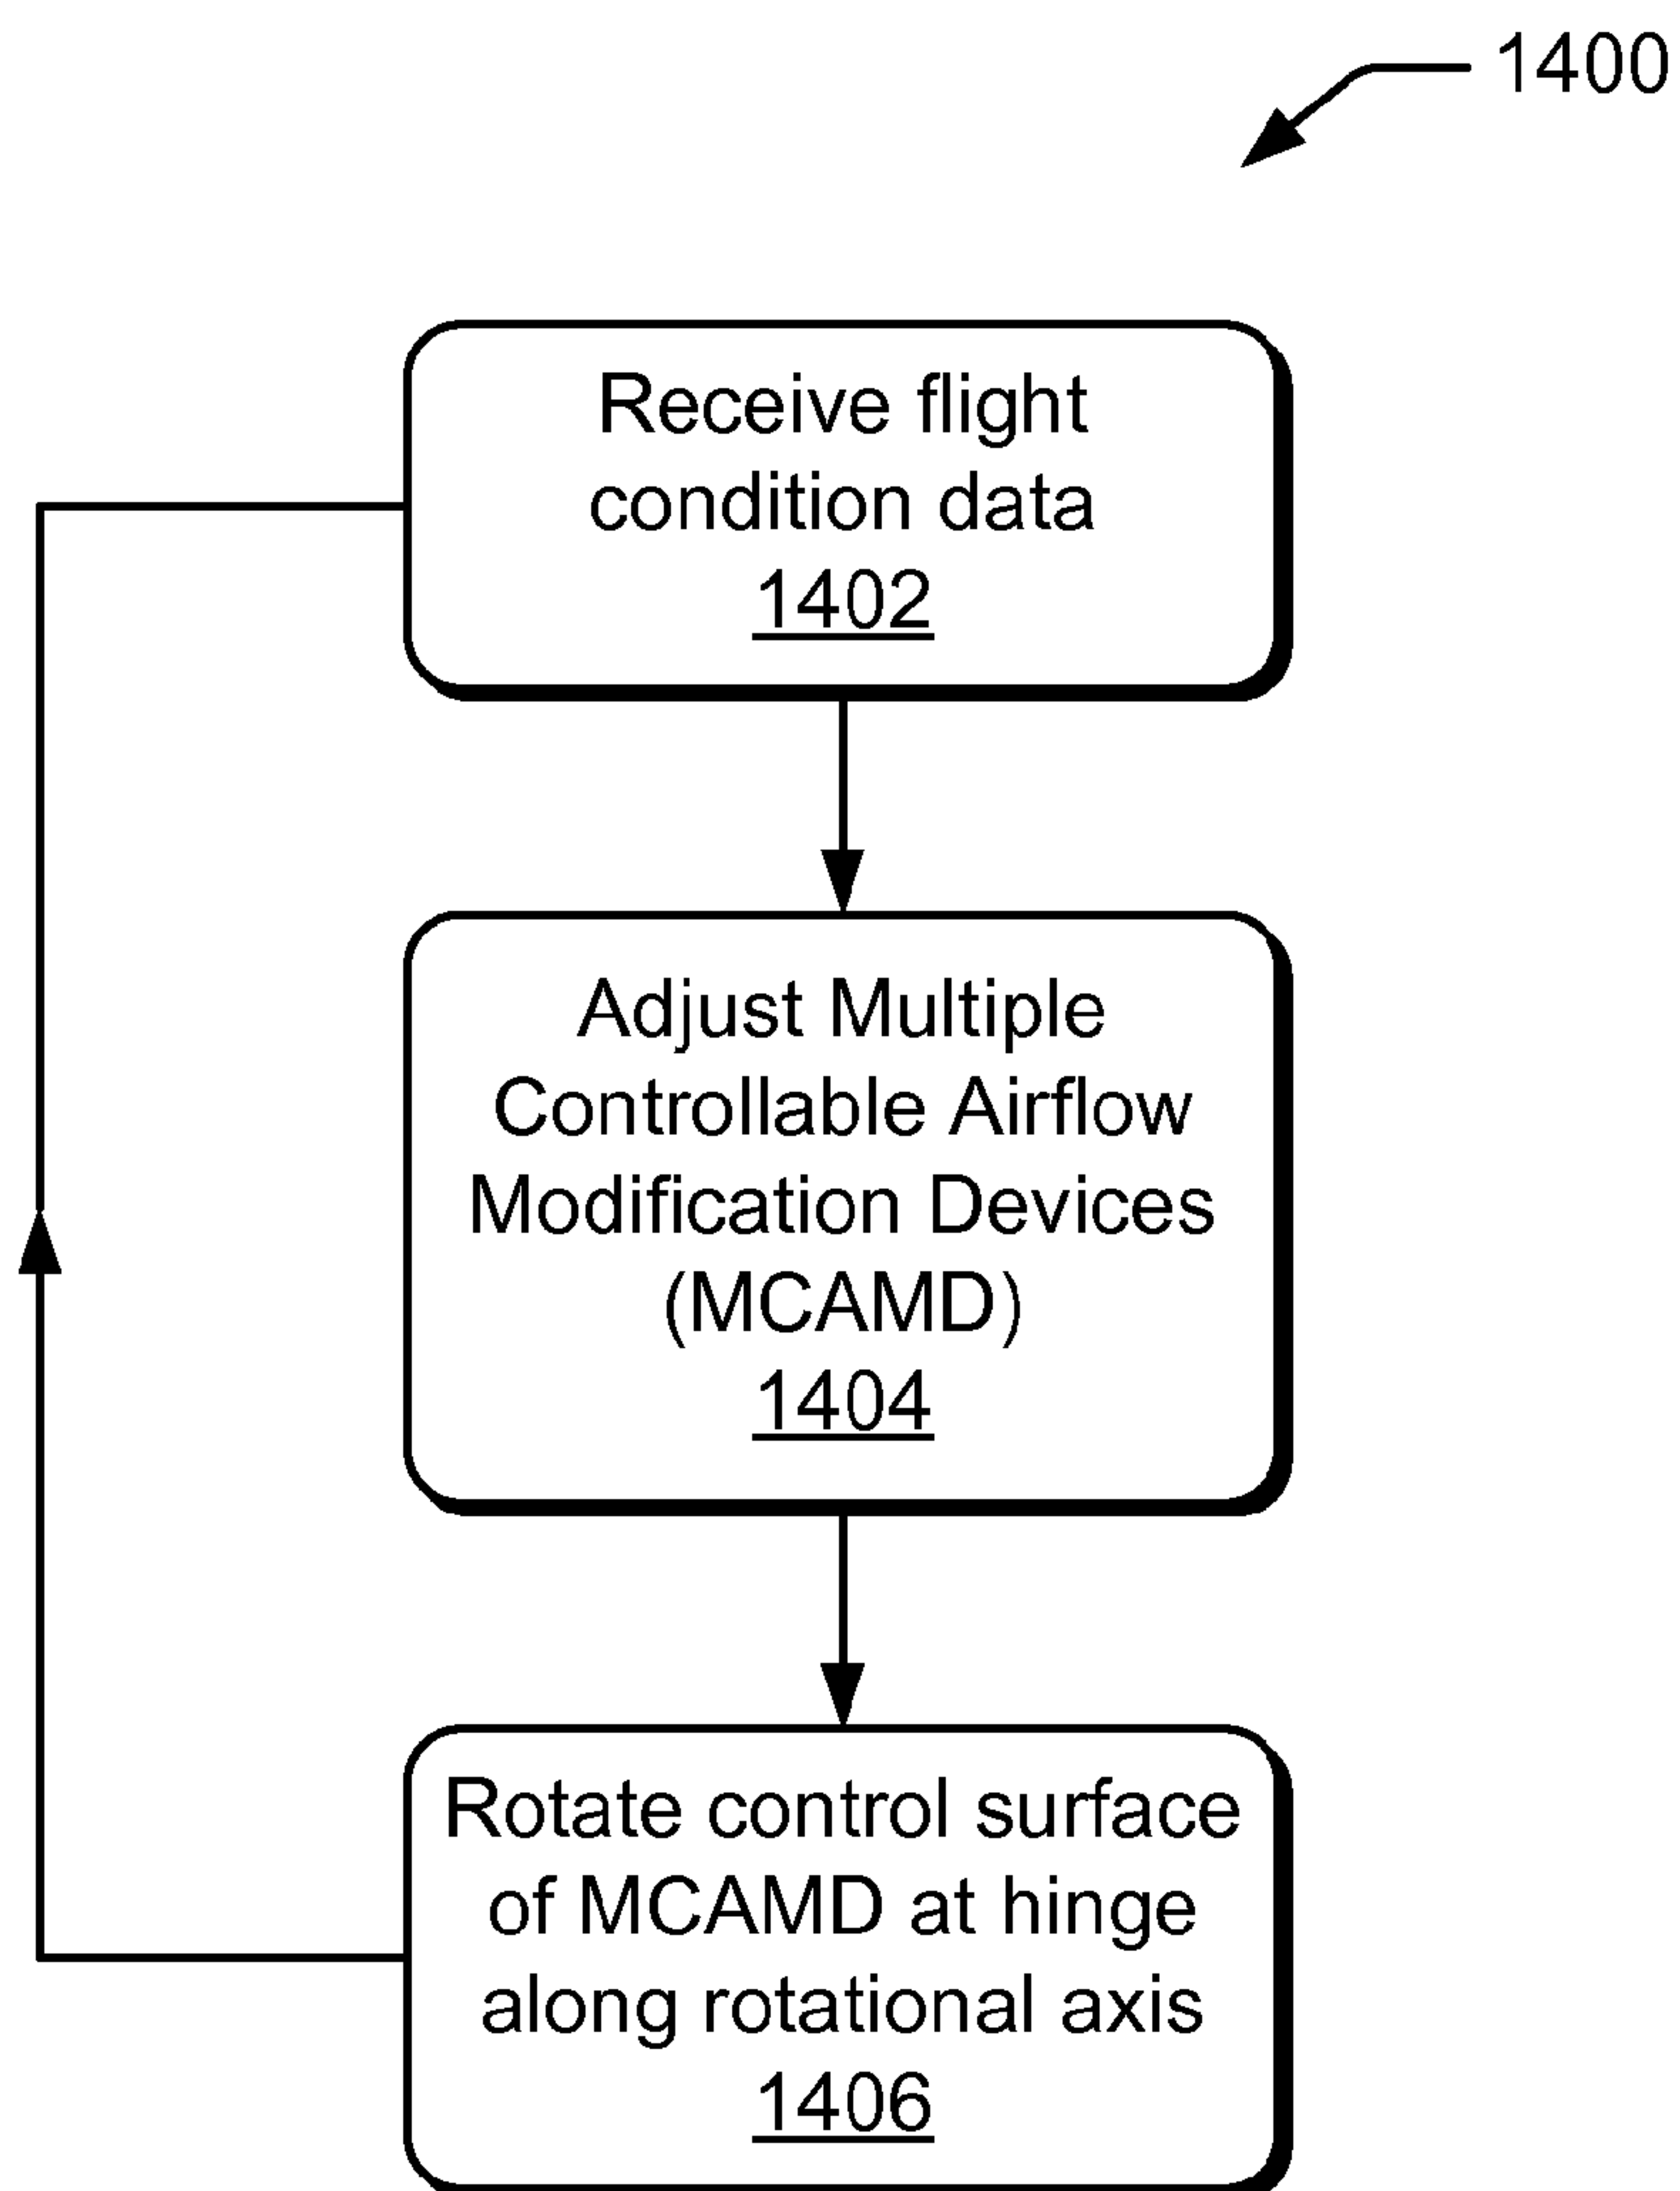 1400
Receive flight
condition data
1402
Adjust Multiple
Controllable Airflow
Modification Devices
(MCAMD)
1404
Rotate control surface
of MCAMD at hinge
along rotational axis
1406